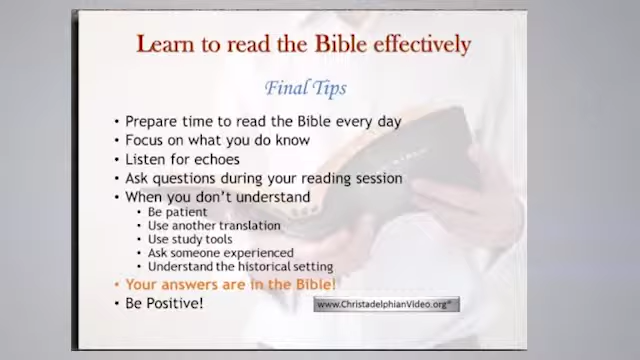 Learn to read the Bible effectively
Final Tips
• Prepare time to read the Bible every day
• Focus on what you do know
• Listen for echoes
• Ask questions during your reading session
• When you don't understand
• Be patient
• Use another translation
• Use study tools
• Ask someone experienced
• Understand the historical setting
• Your answers are in the Bible!
• Be Positive!
www.ChristadelphianVideo.org